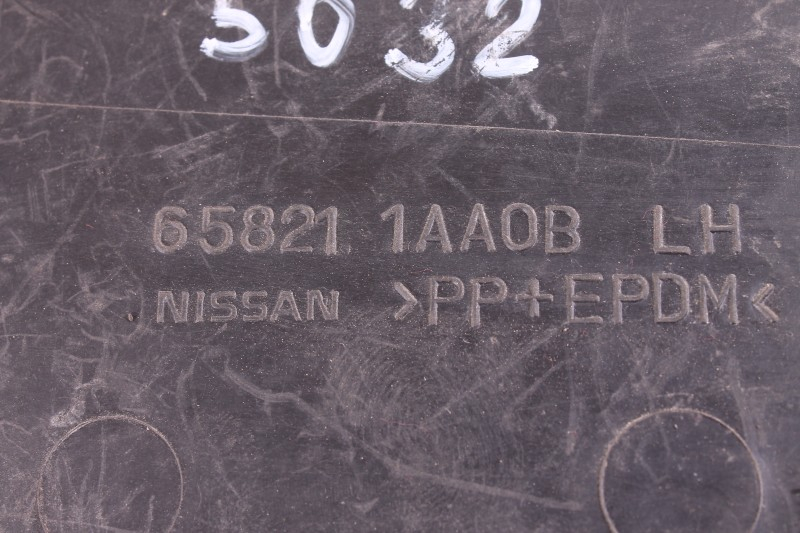 5032
65821 1AA0B LH
NISSAN >PP+EPDM<